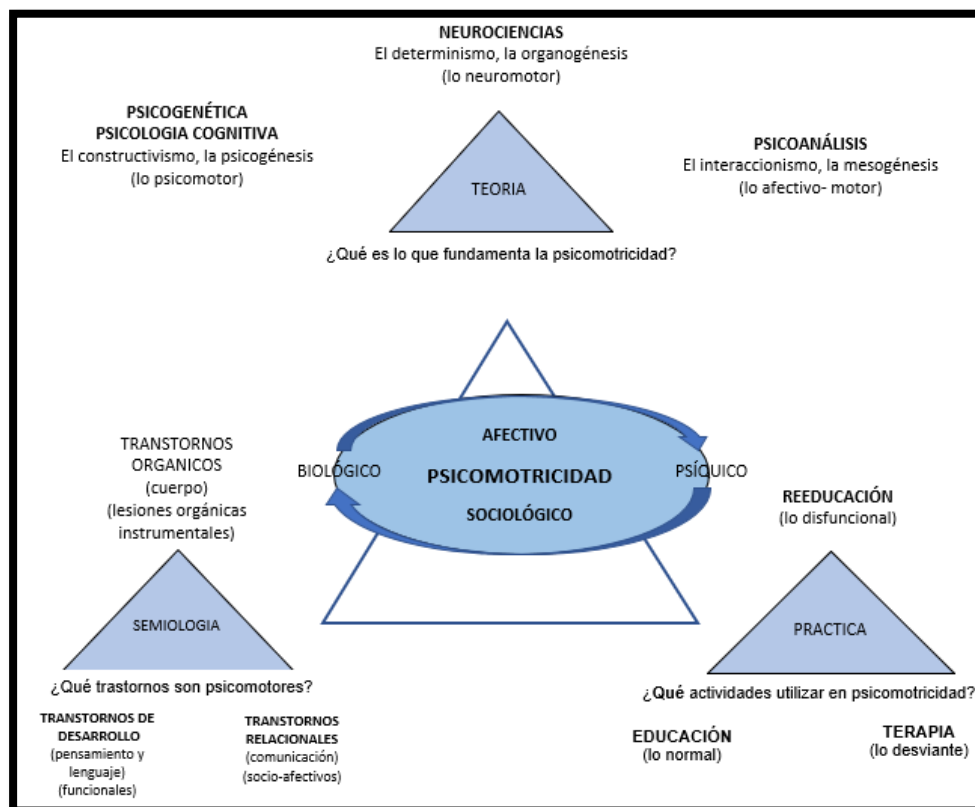 NEUROCIENCIAS
El determinismo, la organogénesis
(lo neuromotor)
PSICOGENÉTICA
PSICOLOGIA COGNITIVA
El constructivismo, la psicogénesis
(lo psicomotor)
PSICOANÁLISIS
El interaccionismo, la mesogénesis
(lo afectivo- motor)
TEORIA
¿Qué es lo que fundamenta la psicomotricidad?
AFECTIVO
BIOLÓGICO
PSICOMOTRICIDAD
PSÍQUICO
SOCIOLÓGICO
TRANSTORNOS
ORGANICOS
(cuerpo)
(lesiones orgánicas
instrumentales)
SEMIOLOGIA
¿Qué trastornos son psicomotores?
TRANSTORNOS DE
DESARROLLO
(pensamiento y
lenguaje)
(funcionales)
TRANSTORNOS
RELACIONALES
(comunicación)
(socio-afectivos)
REEDUCACIÓN
(lo disfuncional)
PRACTICA
¿Qué actividades utilizar en psicomotricidad?
EDUCACIÓN
(lo normal)
TERAPIA
(lo desviante)